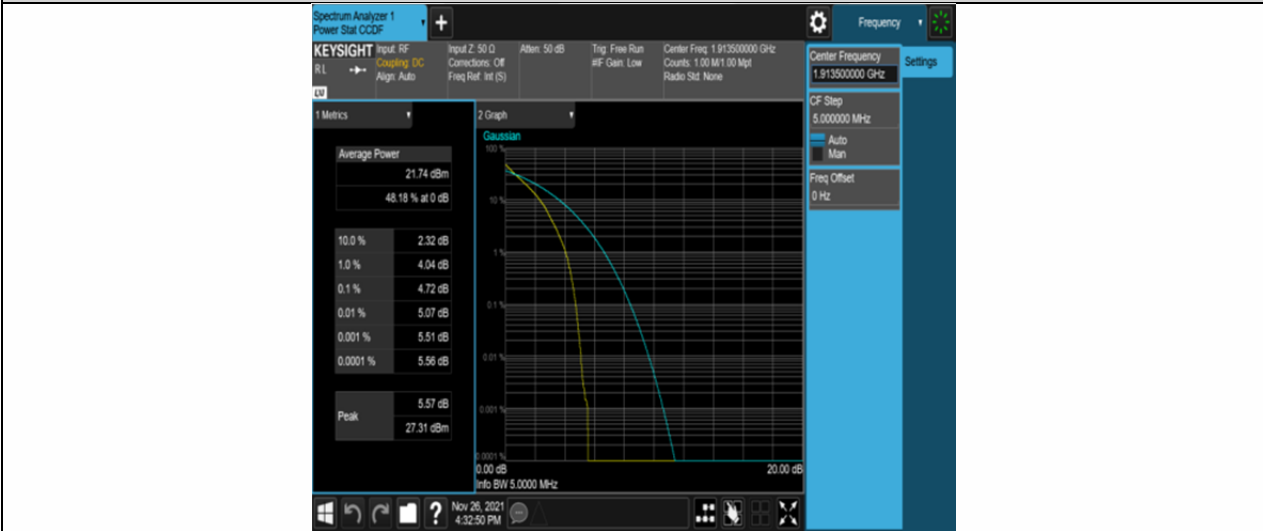 Spectrum Analyzer 1
Power Stat CCDF
Frequency
KEYSIGHT
Input: RF
Coupling: DC
Align: Auto
RL
LV
Input Z: 50 Ω
Corrections: Off
Freq Ref: Int (S)
Atten: 50 dB
Trig: Free Run
#IF Gain: Low
Center Freq: 1.913500000 GHz
Counts: 1.00 M/1.00 Mpt
Radio Std: None
Center Frequency
1.913500000 GHz
Settings
CF Step
5.000000 MHz
Auto
Man
Freq Offset
0 Hz
1 Metrics
Average Power
21.74 dBm
48.18 % at 0 dB
10.0 % 2.32 dB
1.0 % 4.04 dB
0.1 % 4.72 dB
0.01 % 5.07 dB
0.001 % 5.51 dB
0.0001 % 5.56 dB
Peak 5.57 dB
27.31 dBm
2 Graph
Gaussian
100 %
10 %
1 %
0.1 %
0.01 %
0.001 %
0.0001 %
0.00 dB 20.00 dB
Info BW 5.0000 MHz
Nov 26, 2021
4:32:50 PM